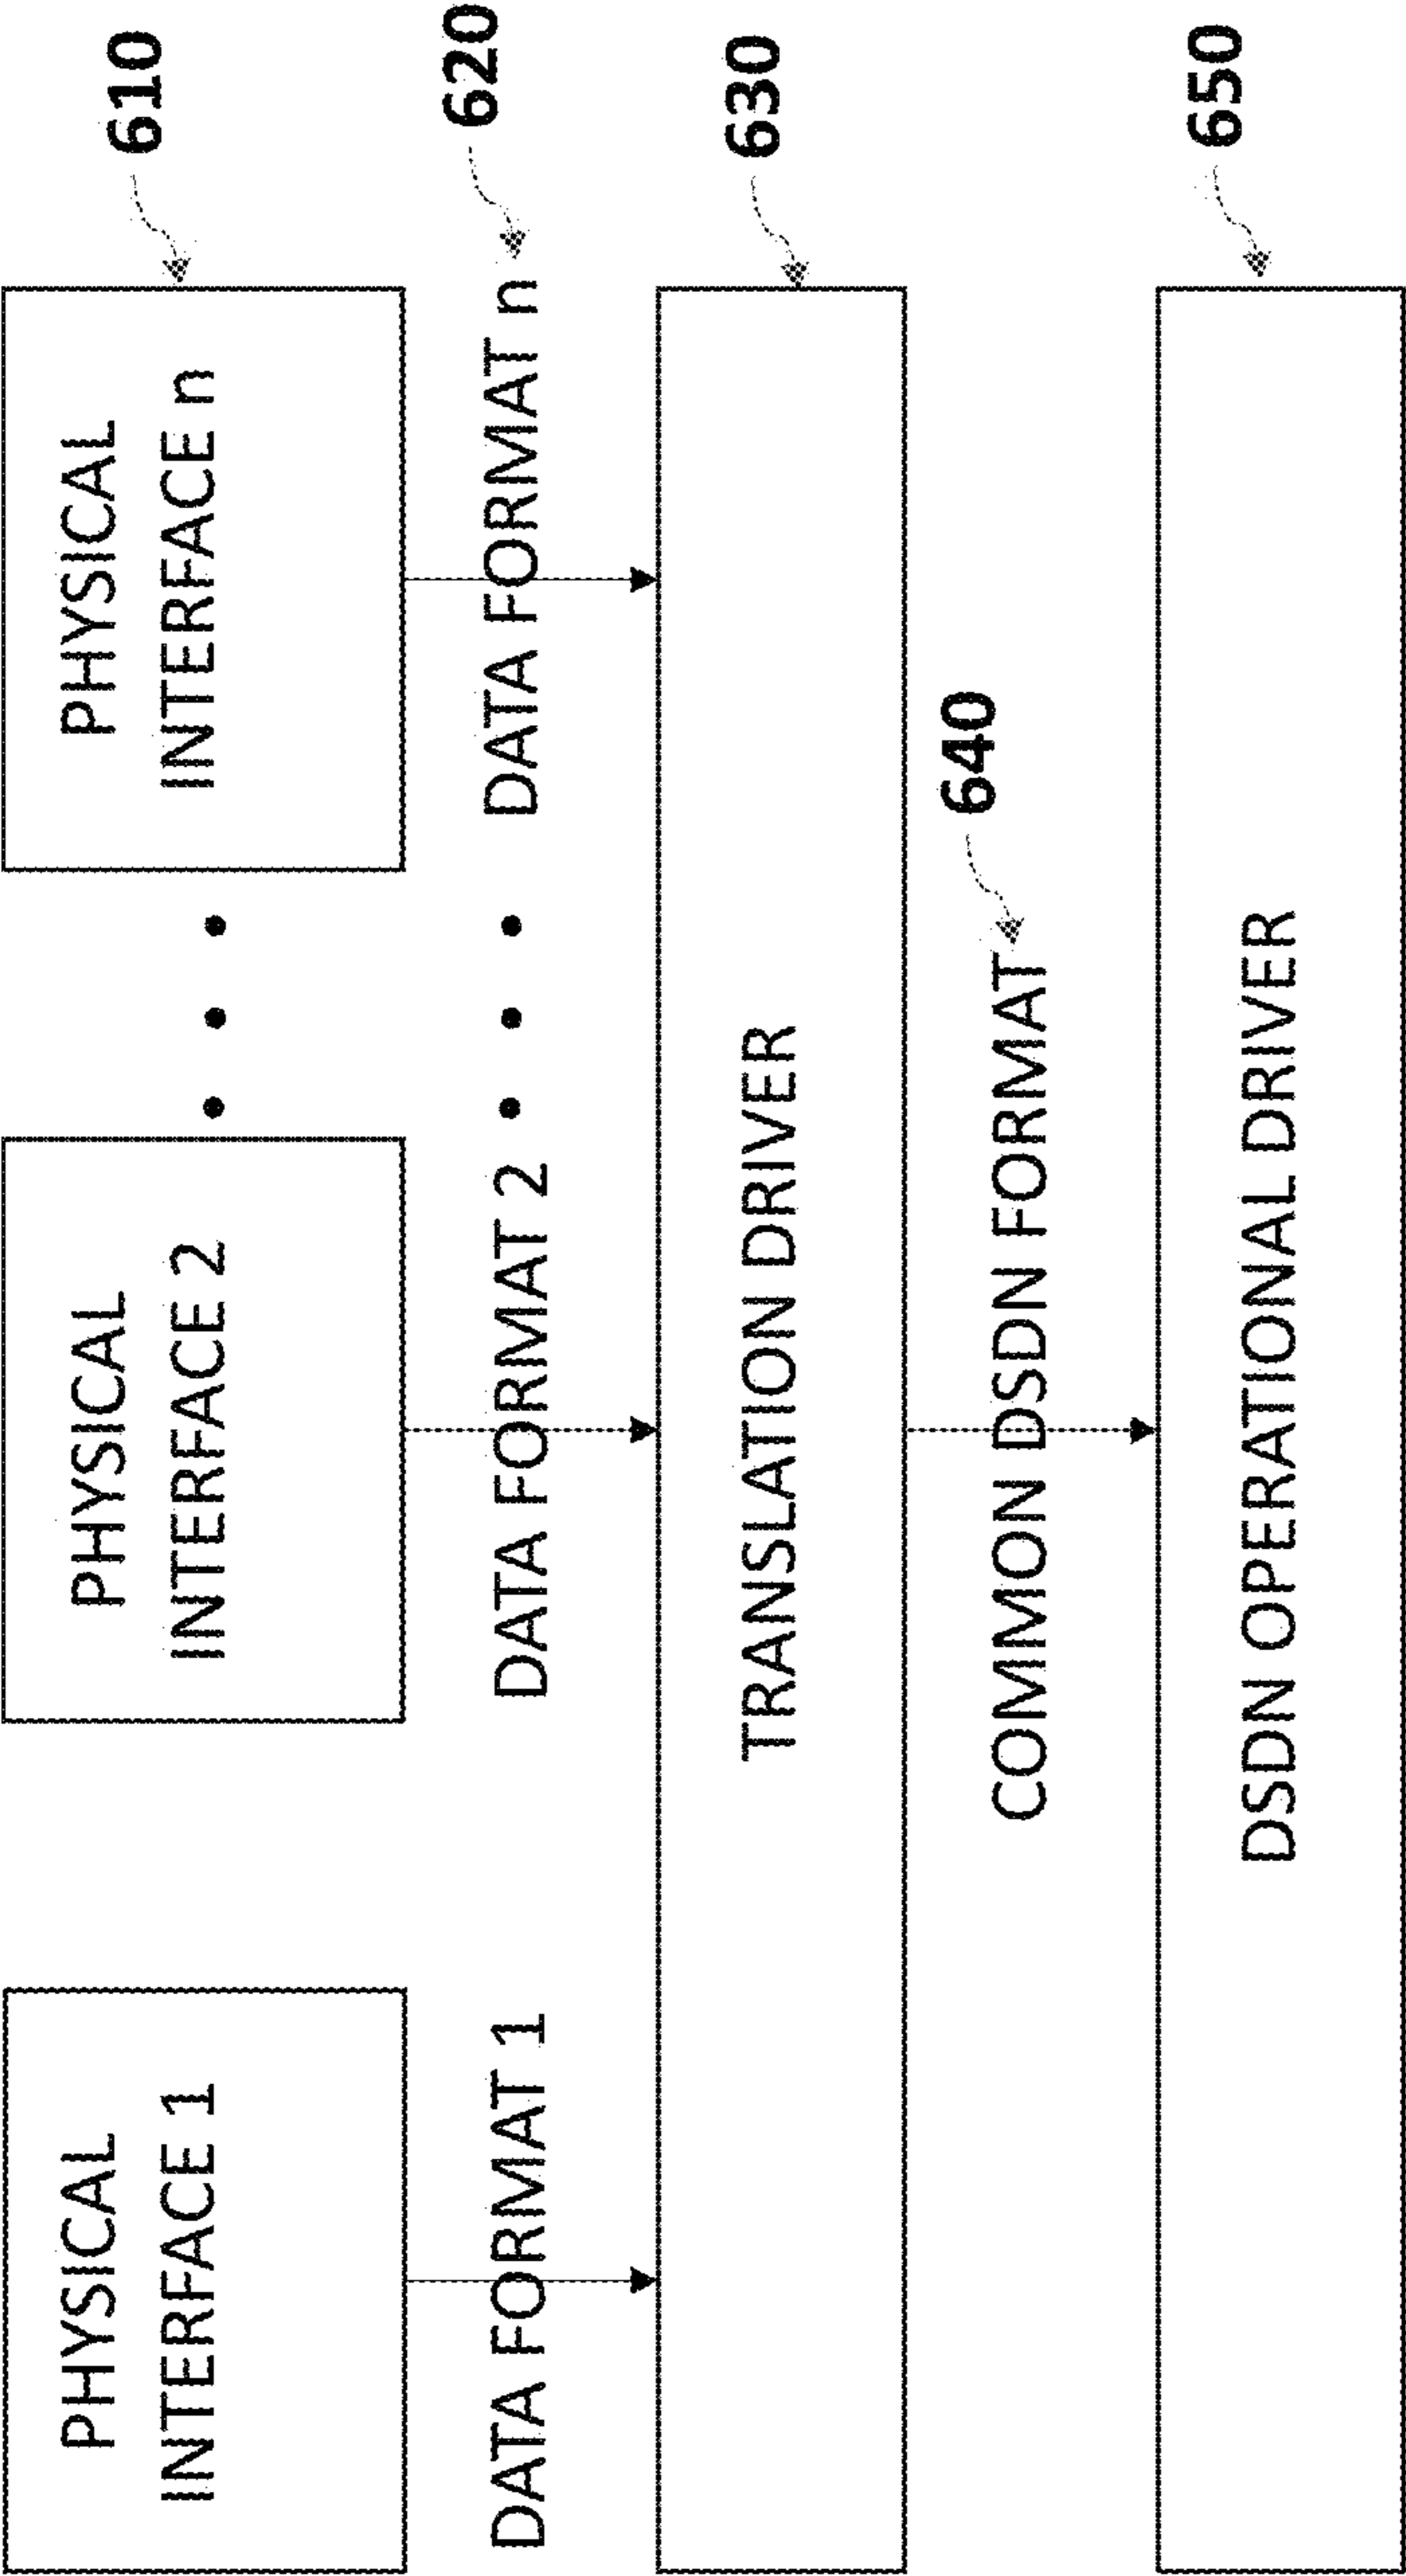 PHYSICAL
INTERFACE 1
PHYSICAL
INTERFACE 2
PHYSICAL
INTERFACE n
610
DATA FORMAT 1
DATA FORMAT 2
DATA FORMAT n
620
TRANSLATION DRIVER
630
COMMON DSDN FORMAT
640
DSDN OPERATIONAL DRIVER
650